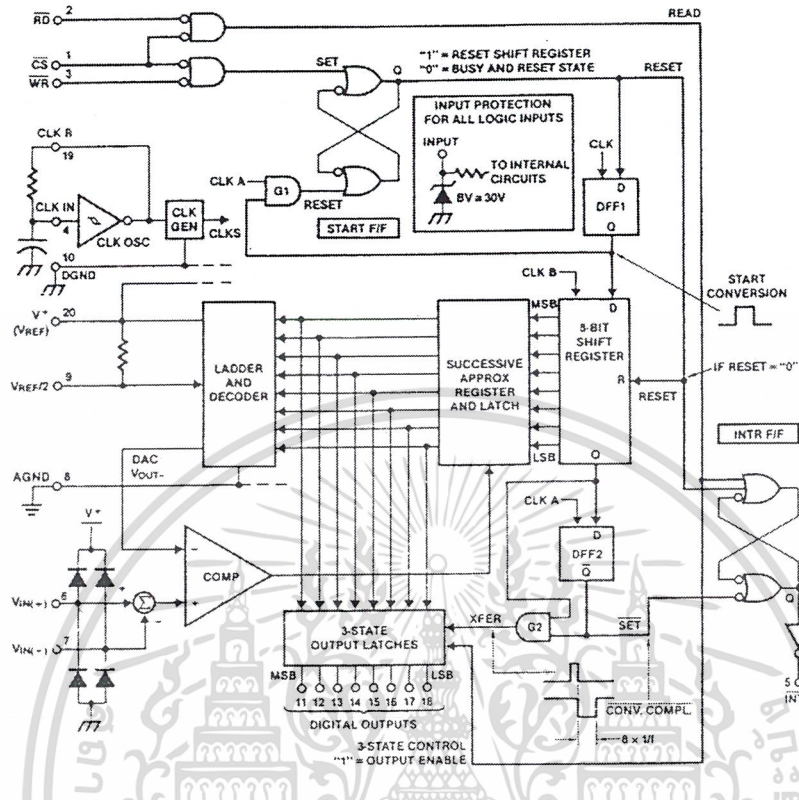 READ
RD 2
CS 1
WR 3
SET
Q
"1" = RESET SHIFT REGISTER
"0" = BUSY AND RESET STATE
RESET
INPUT PROTECTION
FOR ALL LOGIC INPUTS
INPUT
TO INTERNAL
CIRCUITS
BV = 30V
CLK R
19
CLK A
G1
RESET
START F/F
CLK
D
DFF1
Q
CLK IN
4
CLK OSC
CLK
GEN
CLKS
10
DGND
CLK B
START
CONVERSION
V+ 20
(VREF)
MSB
D
8-BIT
SHIFT
REGISTER
LADDER
AND
DECODER
SUCCESSIVE
APPROX
REGISTER
AND LATCH
VREF/2 9
R
IF RESET = "0"
RESET
INTR F/F
LSB
Q
DAC
VOUT-
AGND 8
CLK A
D
DFF2
Q
V+
COMP
-
+
VIN(+) 6
VIN(-) 7
XFER
G2
SET
Q
3-STATE
OUTPUT LATCHES
MSB
LSB
11 12 13 14 15 16 17 18
DIGITAL OUTPUTS
CONV. COMPL.
8 x 1/f
5
3-STATE CONTROL
"1" = OUTPUT ENABLE